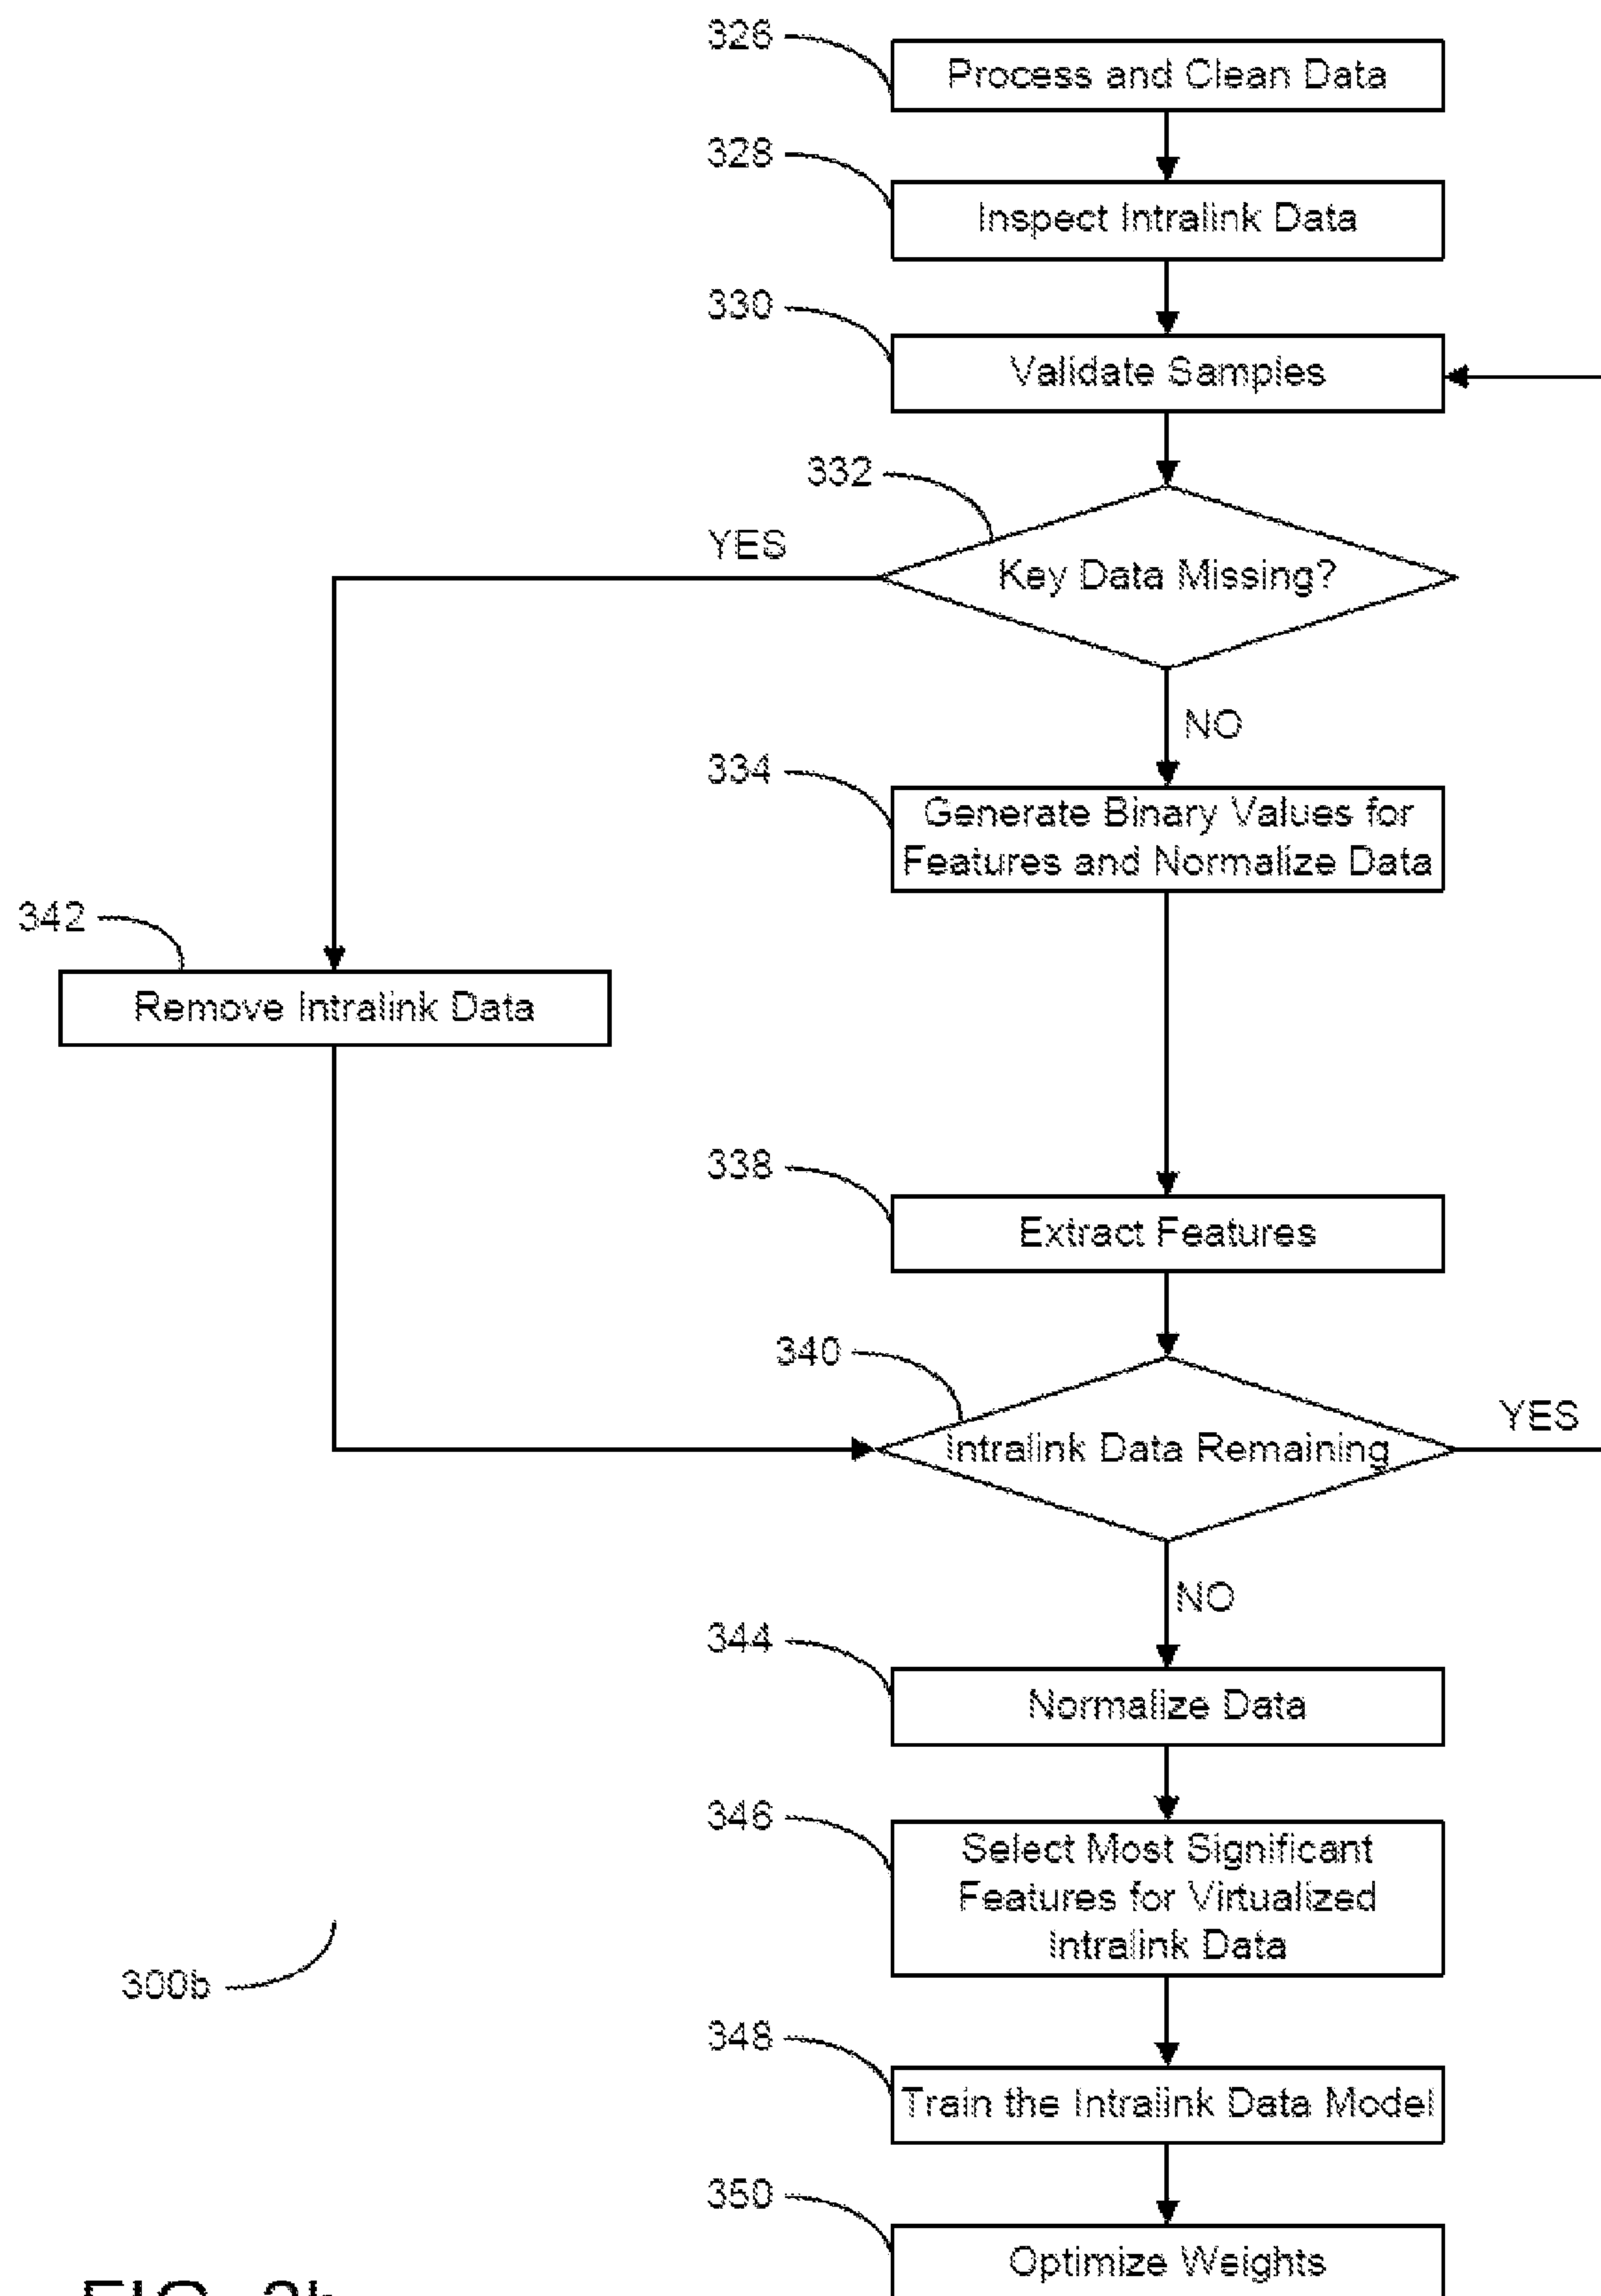 326
Process and Clean Data
328
Inspect Intralink Data
330
Validate Samples
332
YES
Key Data Missing?
NO
334
Generate Binary Values for
Features and Normalize Data
342
Remove Intralink Data
338
Extract Features
340
YES
Intralink Data Remaining
NO
344
Normalize Data
346
Select Most Significant
Features for Virtualized
Intralink Data
300b
348
Train the Intralink Data Model
350
Optimize Weights